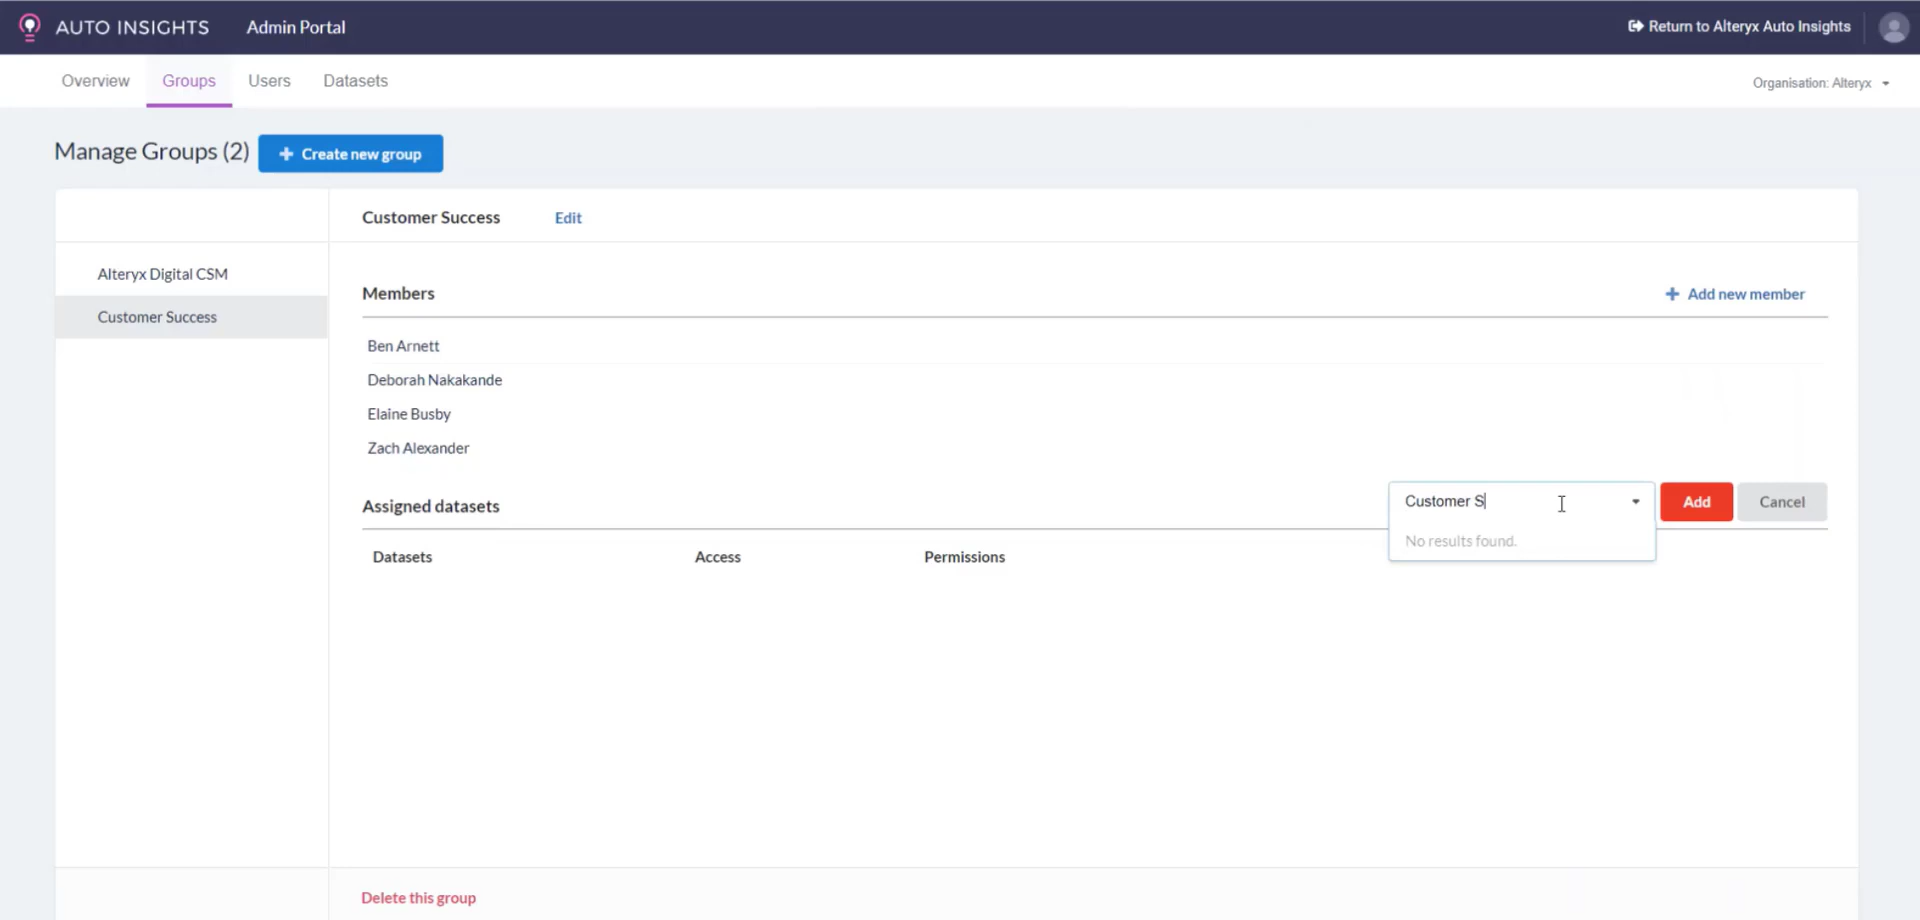 AUTO INSIGHTS Admin Portal Return to Alteryx Auto Insights
Overview Groups Users Datasets Organisation: Alteryx
Manage Groups (2) + Create new group
Customer Success Edit
Alteryx Digital CSM
Customer Success
Members + Add new member
Ben Arnett
Deborah Nakakande
Elaine Busby
Zach Alexander
Assigned datasets Customer S Add Cancel
No results found.
Datasets Access Permissions
Delete this group